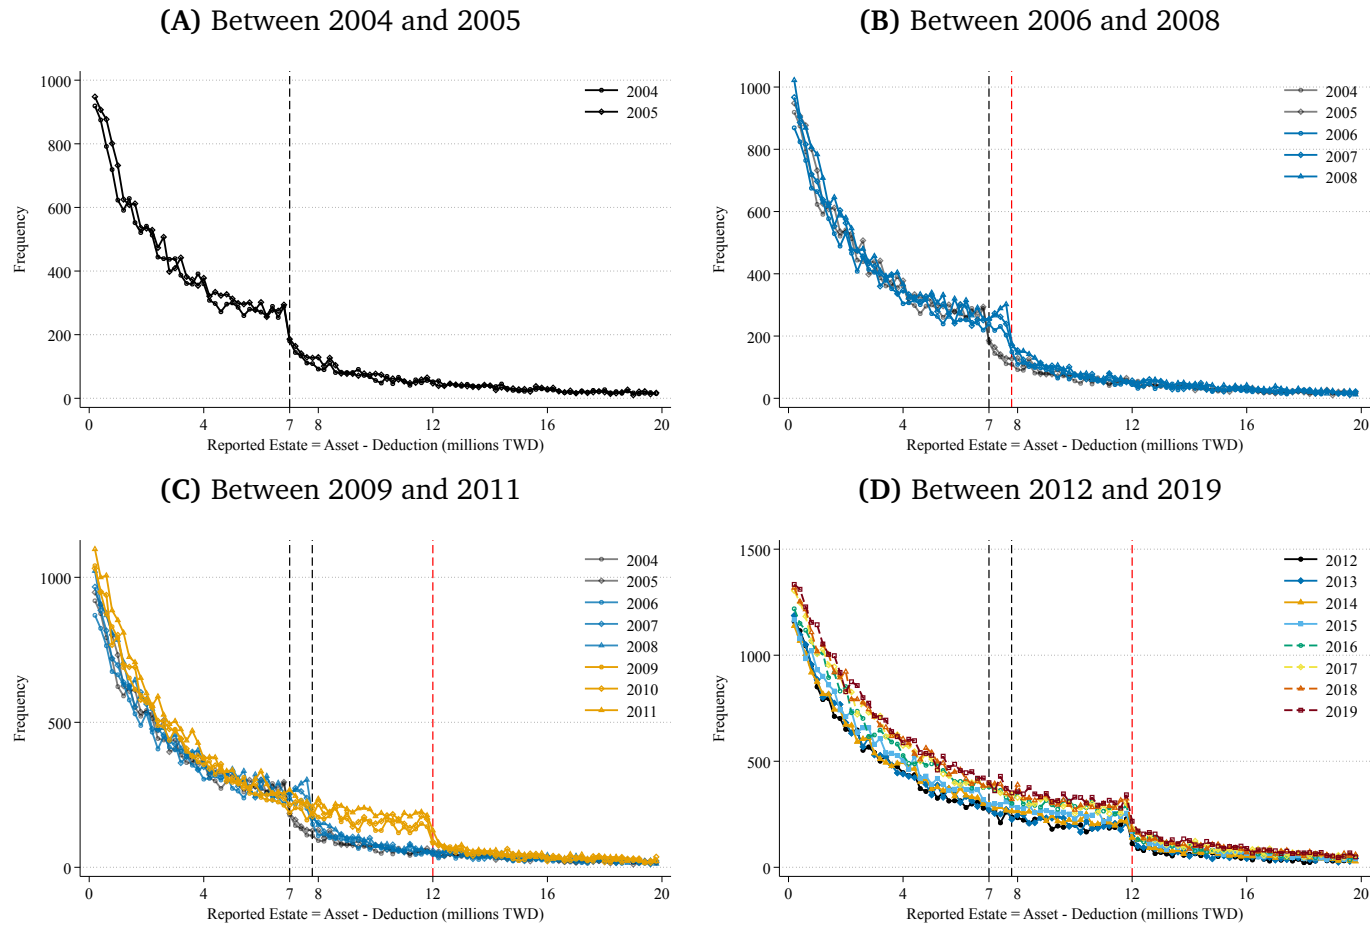 (A) Between 2004 and 2005
1000
800
600
400
200
0
Frequency
2004
2005
0 4 7 8 12 16 20
Reported Estate = Asset - Deduction (millions TWD)
(B) Between 2006 and 2008
1000
800
600
400
200
0
Frequency
2004
2005
2006
2007
2008
0 4 7 8 12 16 20
Reported Estate = Asset - Deduction (millions TWD)
(C) Between 2009 and 2011
1000
500
0
Frequency
2004
2005
2006
2007
2008
2009
2010
2011
0 4 7 8 12 16 20
Reported Estate = Asset - Deduction (millions TWD)
(D) Between 2012 and 2019
1500
1000
500
0
Frequency
2012
2013
2014
2015
2016
2017
2018
2019
0 4 7 8 12 16 20
Reported Estate = Asset - Deduction (millions TWD)